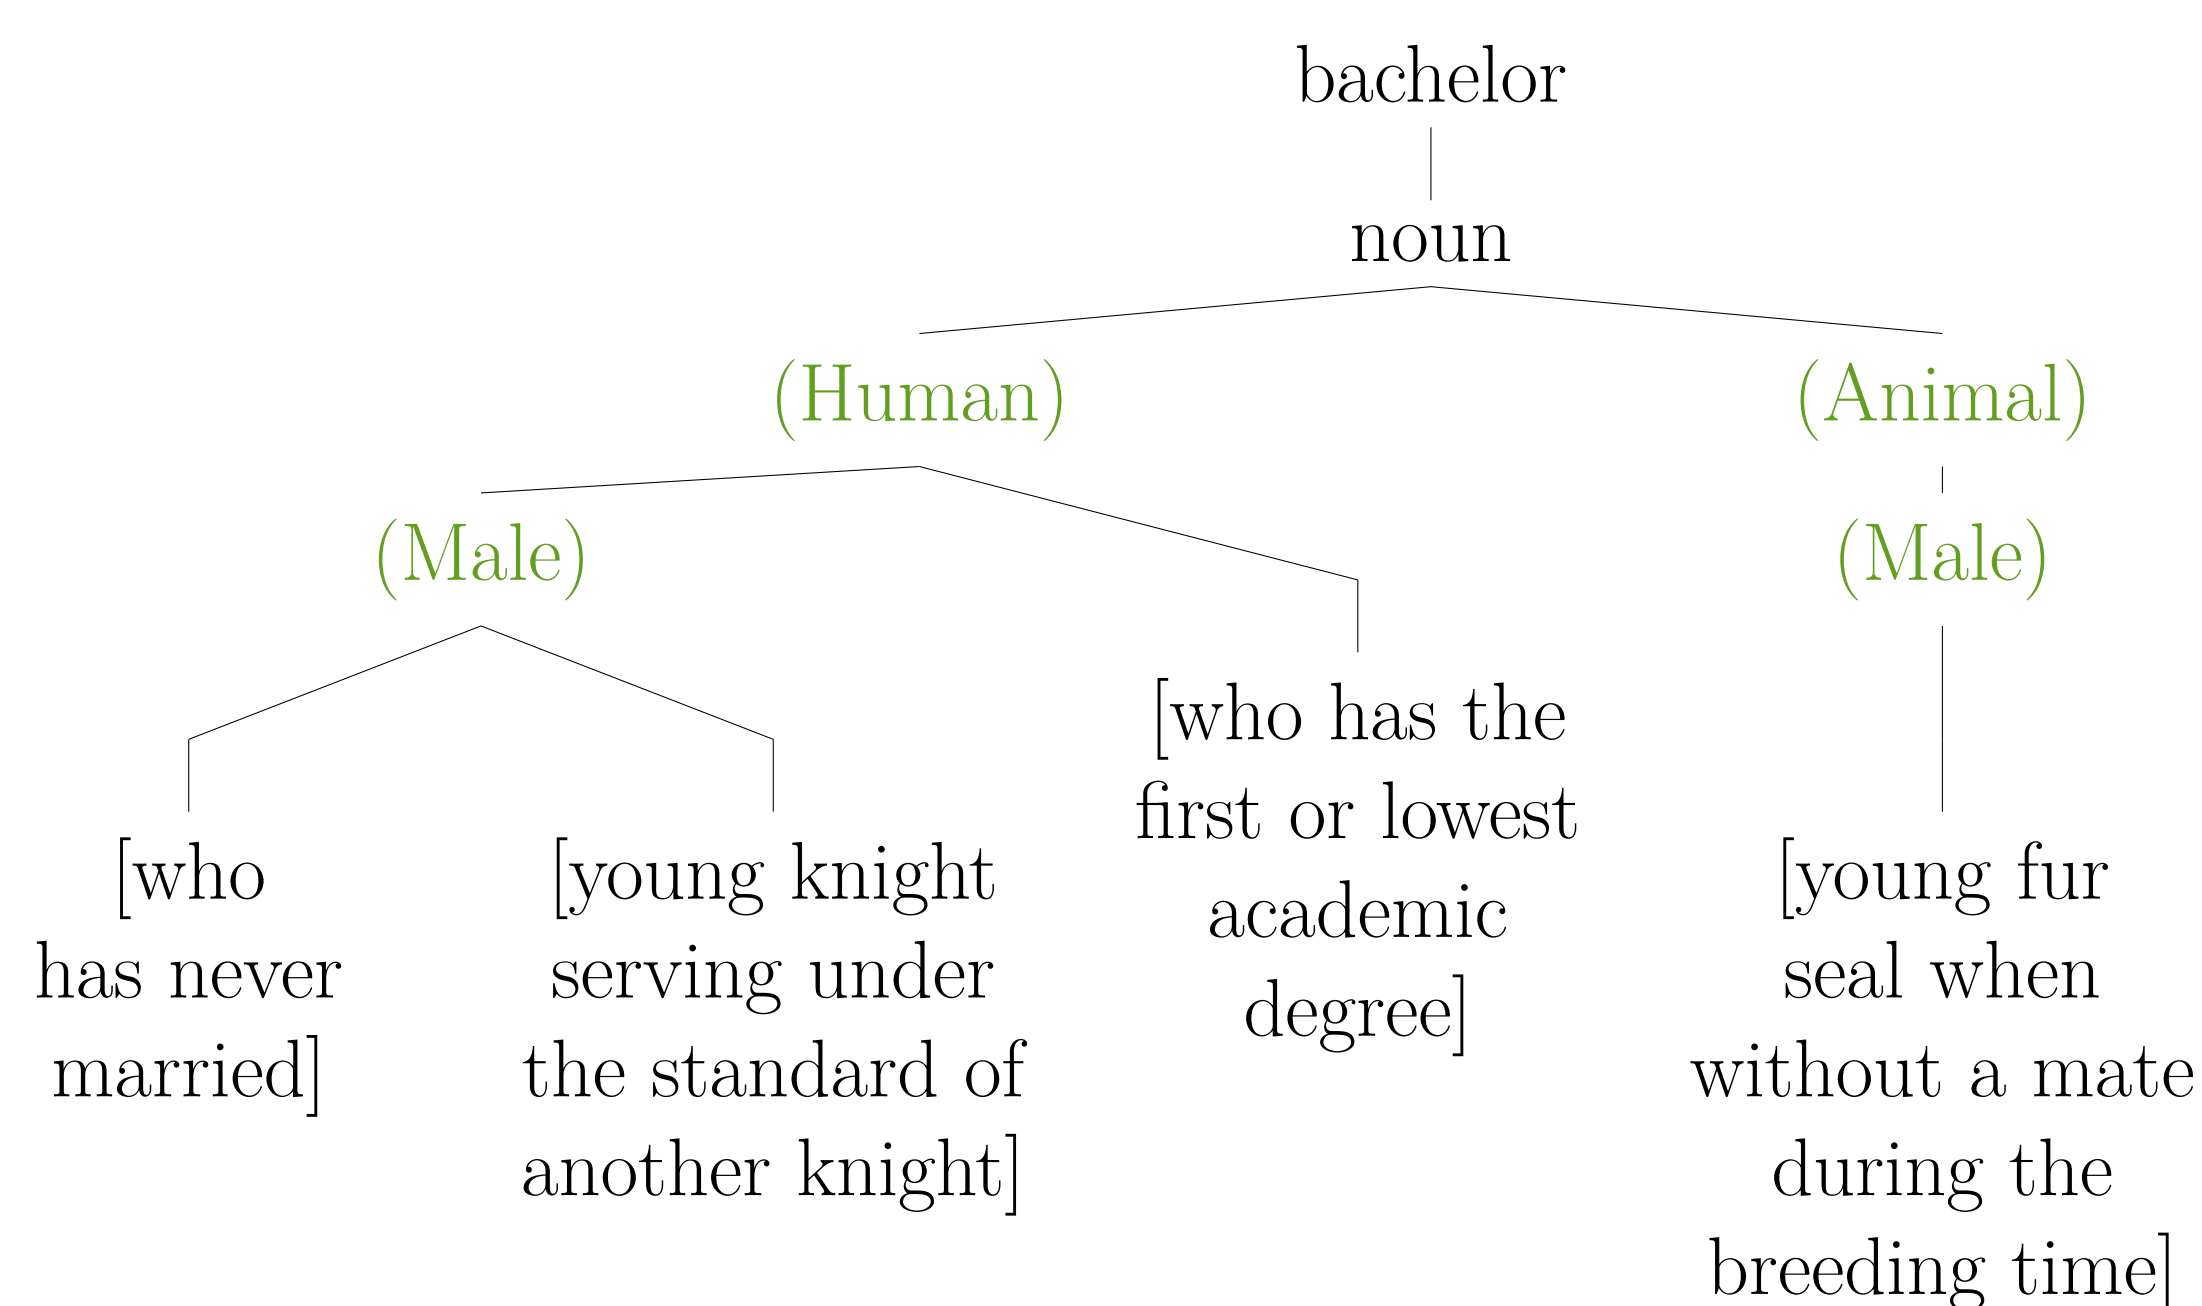 bachelor
noun
(Human)
(Animal)
(Male)
(Male)
[who
has never
married]
[young knight
serving under
the standard of
another knight]
[who has the
first or lowest
academic
degree]
[young fur
seal when
without a mate
during the
breeding time]